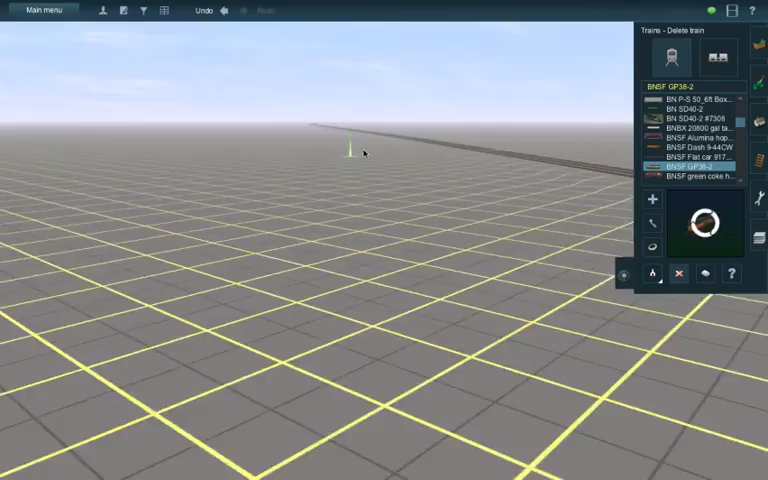 Main menu
Undo
Redo
?
Trains - Delete train
BNSF GP38-2
BN P-S 50_6ft Box...
BN SD40-2
BN SD40-2 #7308
BNBX 20800 gal ta...
BNSF Alumina hop...
BNSF Dash 9-44CW
BNSF Flat car 917...
BNSF GP38-2
BNSF green coke h...
?